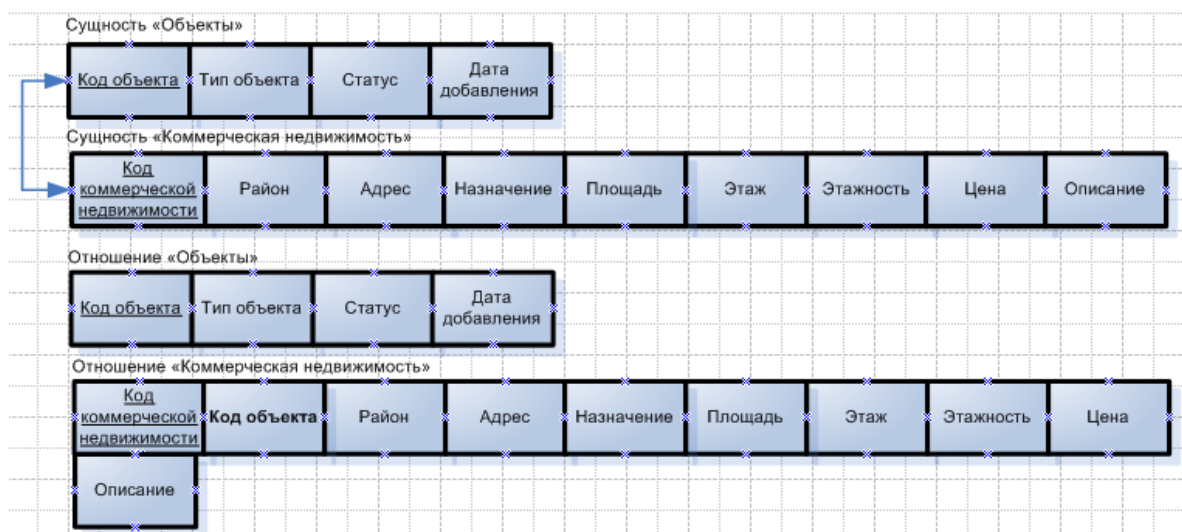 Сущность «Объекты»
Код объекта
Тип объекта
Статус
Дата
добавления
Сущность «Коммерческая недвижимость»
Код
коммерческой
недвижимости
Район
Адрес
Назначение
Площадь
Этаж
Этажность
Цена
Описание
Отношение «Объекты»
Код объекта
Тип объекта
Статус
Дата
добавления
Отношение «Коммерческая недвижимость»
Код
коммерческой
недвижимости
Код объекта
Район
Адрес
Назначение
Площадь
Этаж
Этажность
Цена
Описание